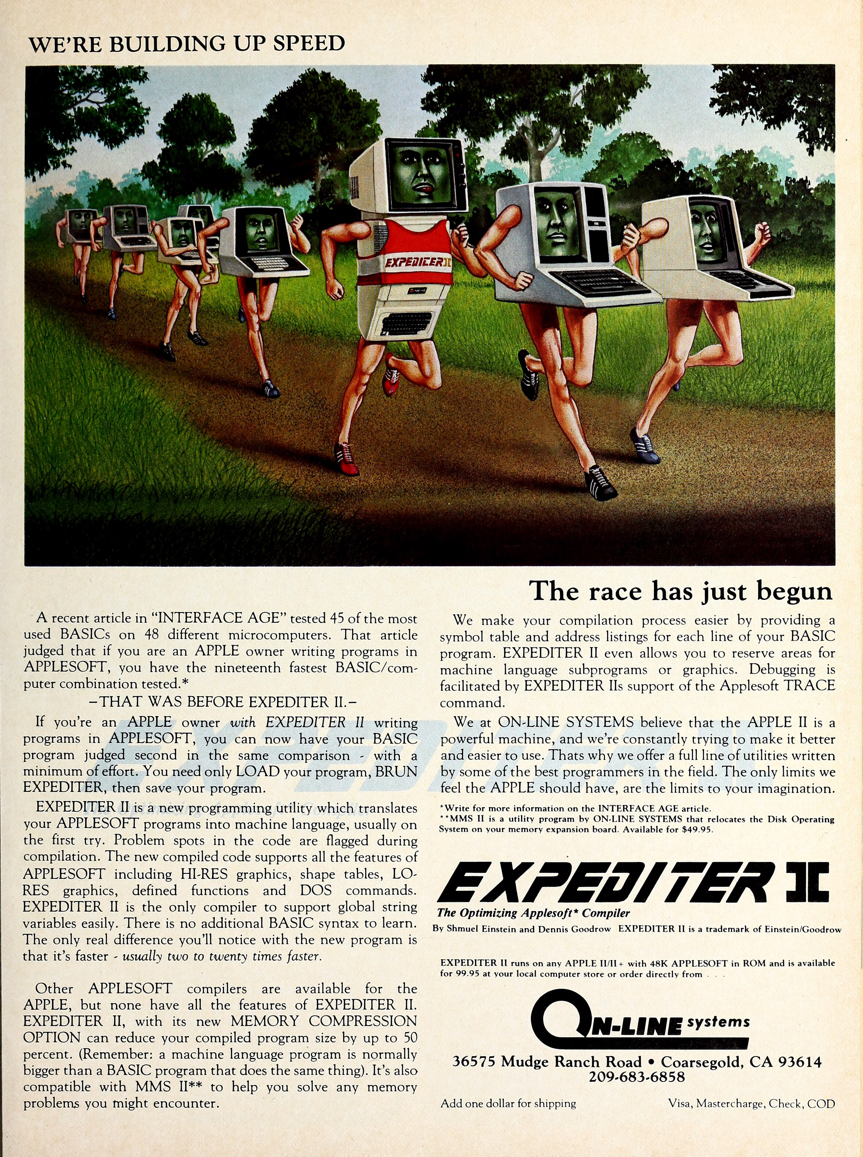 WE'RE BUILDING UP SPEED
EXPEDITER II
The race has just begun
A recent article in "INTERFACE AGE" tested 45 of the most
used BASICs on 48 different microcomputers. That article
judged that if you are an APPLE owner writing programs in
APPLESOFT, you have the nineteenth fastest BASIC/com-
puter combination tested.*
—THAT WAS BEFORE EXPEDITER II.—
If you're an APPLE owner with EXPEDITER II writing
programs in APPLESOFT, you can now have your BASIC
program judged second in the same comparison - with a
minimum of effort. You need only LOAD your program, BRUN
EXPEDITER, then save your program.
EXPEDITER II is a new programming utility which translates
your APPLESOFT programs into machine language, usually on
the first try. Problem spots in the code are flagged during
compilation. The new compiled code supports all the features of
APPLESOFT including HI-RES graphics, shape tables, LO-
RES graphics, defined functions and DOS commands.
EXPEDITER II is the only compiler to support global string
variables easily. There is no additional BASIC syntax to learn.
The only real difference you'll notice with the new program is
that it's faster - usually two to twenty times faster.
Other APPLESOFT compilers are available for the
APPLE, but none have all the features of EXPEDITER II.
EXPEDITER II, with its new MEMORY COMPRESSION
OPTION can reduce your compiled program size by up to 50
percent. (Remember: a machine language program is normally
bigger than a BASIC program that does the same thing). It's also
compatible with MMS II** to help you solve any memory
problems you might encounter.
We make your compilation process easier by providing a
symbol table and address listings for each line of your BASIC
program. EXPEDITER II even allows you to reserve areas for
machine language subprograms or graphics. Debugging is
facilitated by EXPEDITER IIs support of the Applesoft TRACE
command.
We at ON-LINE SYSTEMS believe that the APPLE II is a
powerful machine, and we're constantly trying to make it better
and easier to use. Thats why we offer a full line of utilities written
by some of the best programmers in the field. The only limits we
feel the APPLE should have, are the limits to your imagination.
*Write for more information on the INTERFACE AGE article.
**MMS II is a utility program by ON-LINE SYSTEMS that relocates the Disk Operating
System on your memory expansion board. Available for $49.95.
EXPEDITER II
The Optimizing Applesoft* Compiler
By Shmuel Einstein and Dennis Goodrow EXPEDITER II is a trademark of Einstein/Goodrow
EXPEDITER II runs on any APPLE II/II+ with 48K APPLESOFT in ROM and is available
for 99.95 at your local computer store or order directly from . . .
ON-LINE systems
36575 Mudge Ranch Road • Coarsegold, CA 93614
209-683-6858
Add one dollar for shipping
Visa, Mastercharge, Check, COD